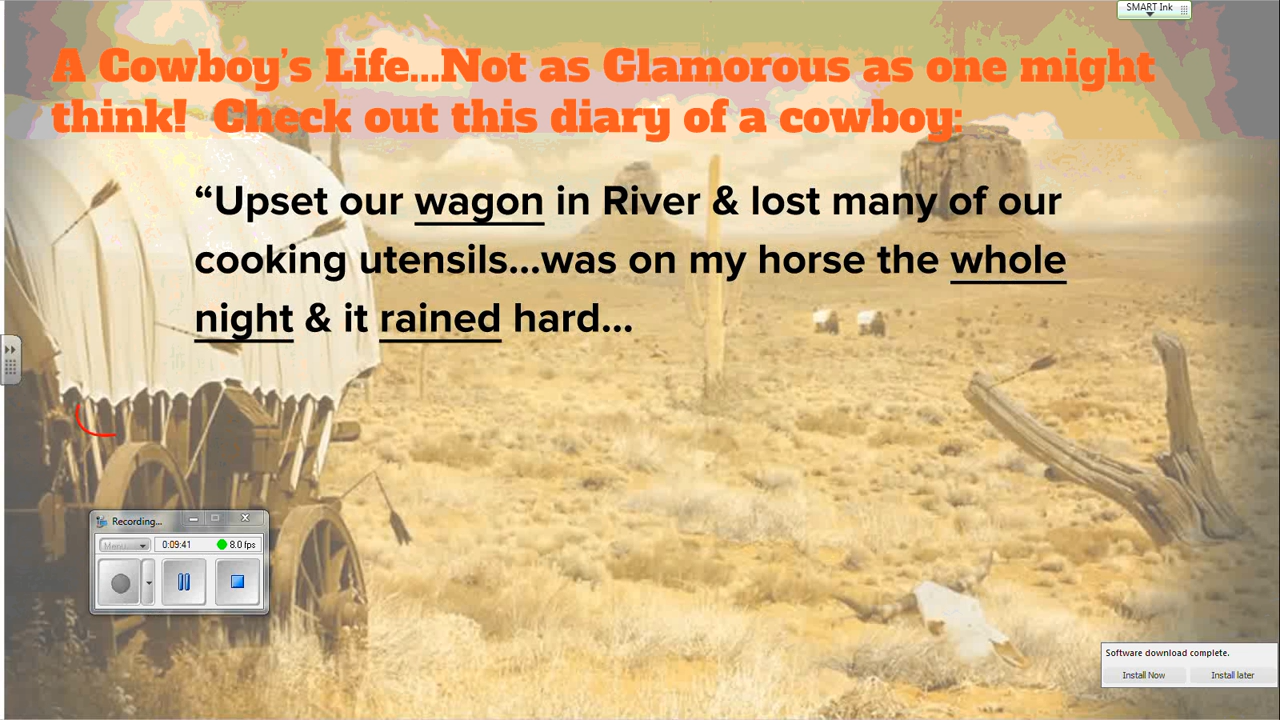 SMART Ink
A Cowboy's Life...Not as Glamorous as one might
think! Check out this diary of a cowboy:
“Upset our wagon in River & lost many of our
cooking utensils...was on my horse the whole
night & it rained hard...
Recording...
Menu...
0:09:41
8.0 fps
Software download complete.
Install Now
Install later